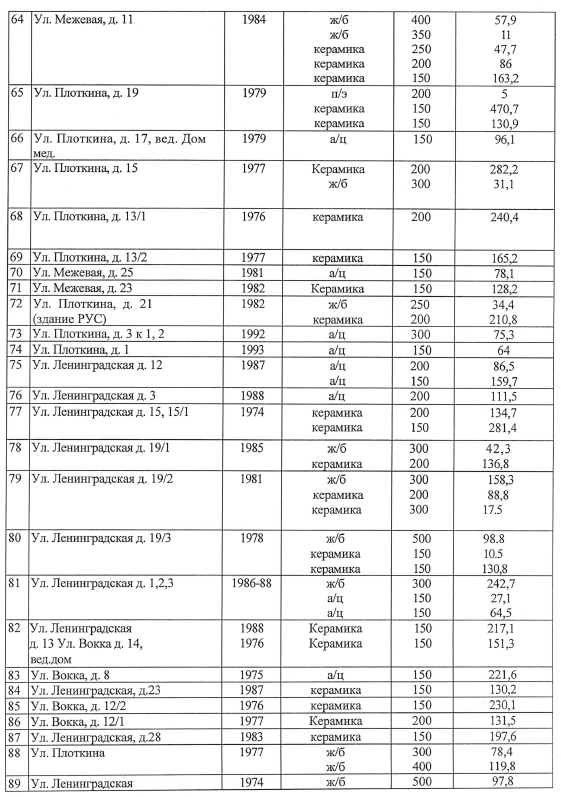 64 Ул. Межевая, д. 11 1984 ж/б 400 57,9
ж/б 350 11
керамика 250 47,7
керамика 200 86
керамика 150 163,2
65 Ул. Плоткина, д. 19 1979 п/э 200 5
керамика 150 470,7
керамика 150 130,9
66 Ул. Плоткина, д. 17, вед. Дом 1979 а/ц 150 96,1
мед.
67 Ул. Плоткина, д. 15 1977 Керамика 200 282,2
ж/б 300 31,1
68 Ул. Плоткина, д. 13/1 1976 керамика 200 240,4
69 Ул. Плоткина, д. 13/2 1977 керамика 150 165,2
70 Ул. Межевая, д. 25 1981 а/ц 150 78,1
71 Ул. Межевая, д. 23 1982 Керамика 150 128,2
72 Ул. Плоткина, д. 21 1982 ж/б 250 34,4
(здание РУС) керамика 200 210,8
73 Ул. Плоткина, д. 3 к 1, 2 1992 а/ц 300 75,3
74 Ул. Плоткина, д. 1 1993 а/ц 150 64
75 Ул. Ленинградская д. 12 1987 а/ц 200 86,5
а/ц 150 159,7
76 Ул. Ленинградская д. 3 1988 а/ц 200 111,5
77 Ул. Ленинградская д. 15, 15/1 1974 керамика 200 134,7
керамика 150 281,4
78 Ул. Ленинградская д. 19/1 1985 ж/б 300 42,3
керамика 200 136,8
79 Ул. Ленинградская д. 19/2 1981 ж/б 300 158,3
керамика 200 88,8
керамика 300 17.5
80 Ул. Ленинградская д. 19/3 1978 ж/б 500 98.8
керамика 150 10.5
керамика 150 130,8
81 Ул. Ленинградская д. 1,2,3 1986-88 ж/б 300 242,7
а/ц 150 27,1
а/ц 150 64,5
82 Ул. Ленинградская 1988 Керамика 150 217,1
д. 13 Ул. Вокка д. 14, 1976 Керамика 150 151,3
вед.дом
83 Ул. Вокка, д. 8 1975 а/ц 150 221,6
84 Ул. Ленинградская, д.23 1987 керамика 150 130,2
85 Ул. Вокка, д. 12/2 1976 керамика 150 230,1
86 Ул. Вокка, д. 12/1 1977 Керамика 200 131,5
87 Ул. Ленинградская, д.28 1983 керамика 150 197,6
88 Ул. Плоткина 1977 ж/б 300 78,4
ж/б 400 119,8
89 Ул. Ленинградская 1974 ж/б 500 97,8